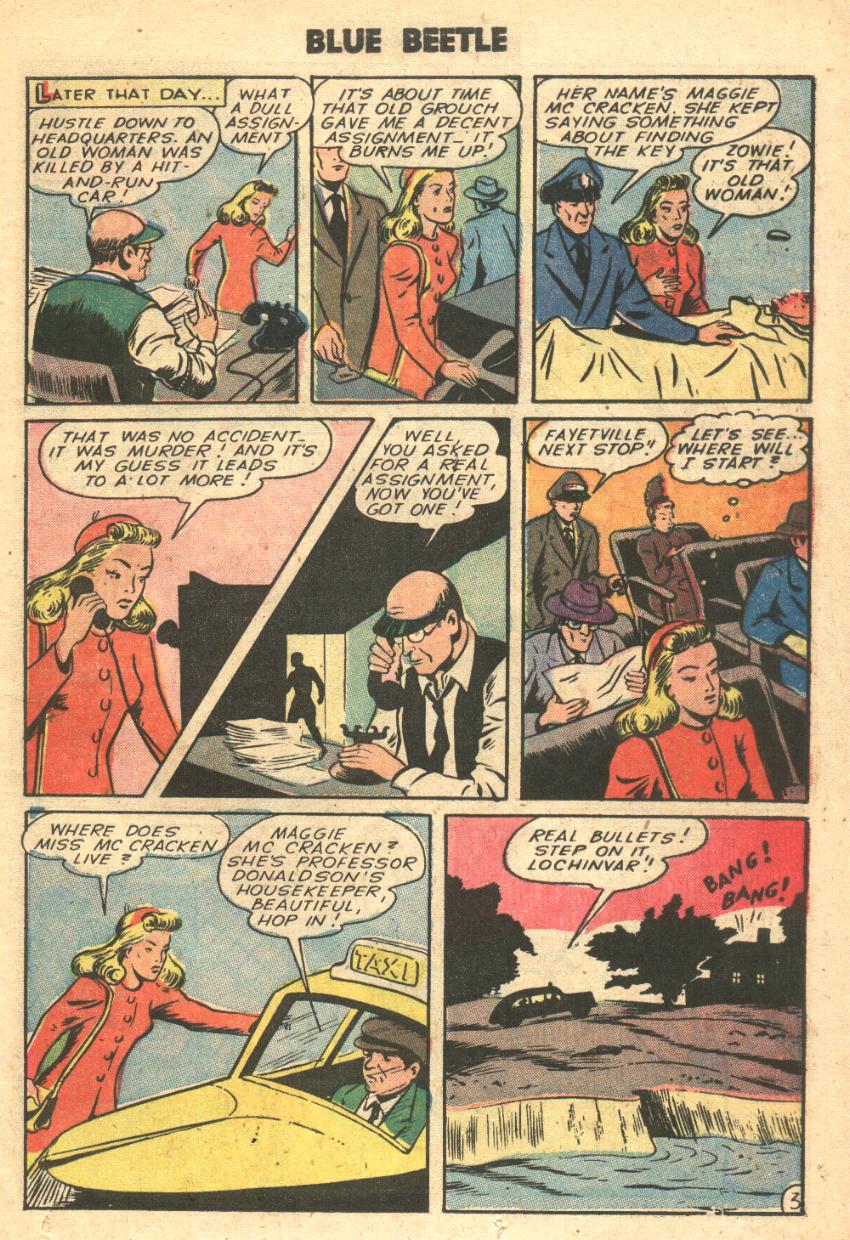 BLUE BEETLE
LATER THAT DAY...
HUSTLE DOWN TO
HEADQUARTERS. AN
OLD WOMAN WAS
KILLED BY A HIT-
AND-RUN
CAR!
WHAT
A DULL
ASSIGN-
MENT
IT'S ABOUT TIME
THAT OLD GROUCH
GAVE ME A DECENT
ASSIGNMENT_ IT
BURNS ME UP!
HER NAME'S MAGGIE
MC CRACKEN. SHE KEPT
SAYING SOMETHING
ABOUT FINDING
THE KEY
ZOWIE!
IT'S THAT
OLD
WOMAN!
THAT WAS NO ACCIDENT_
IT WAS MURDER! AND IT'S
MY GUESS IT LEADS
TO A LOT MORE!
WELL,
YOU ASKED
FOR A REAL
ASSIGNMENT,
NOW YOU'VE
GOT ONE!
FAYETVILLE
NEXT STOP!!
LET'S SEE...
WHERE WILL
I START?
WHERE DOES
MISS MC CRACKEN
LIVE?
MAGGIE
MC CRACKEN?
SHE'S PROFESSOR
DONALDSON'S
HOUSEKEEPER,
BEAUTIFUL,
HOP IN!
TAXI
REAL BULLETS!
STEP ON IT,
LOCHINVAR!!
BANG!
BANG!
3